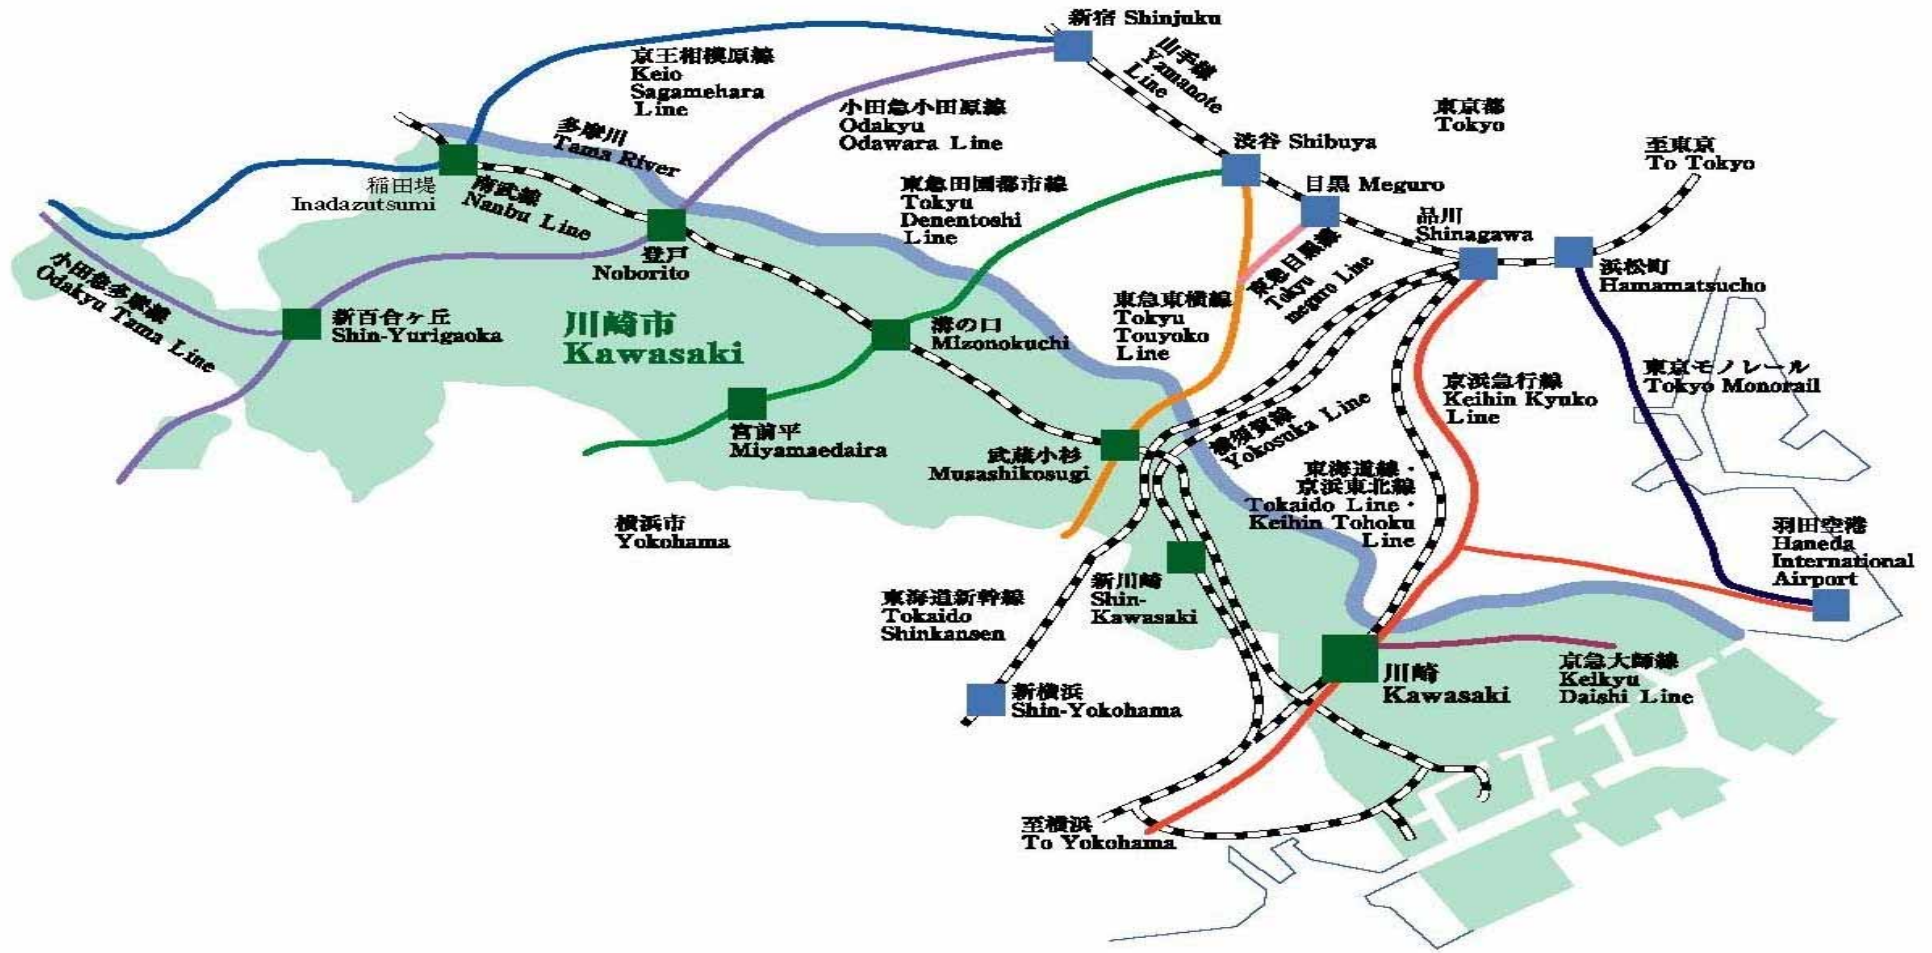 新宿 Shinjuku
山手線
Yamanote
Line
京王相模原線
Keio
Sagamehara
Line
小田急小田原線
Odakyu
Odawara Line
東京都
Tokyo
多摩川
Tama River
渋谷 Shibuya
至東京
To Tokyo
稲田堤
Inadazutsumi
南武線
Nanbu Line
東急田園都市線
Tokyu
Denentoshi
Line
目黒 Meguro
品川
Shinagawa
登戸
Noborito
小田急多摩線
Odakyu Tama Line
東急目黒線
Tokyu
meguro Line
浜松町
Hamamatsucho
新百合ヶ丘
Shin-Yurigaoka
川崎市
Kawasaki
溝の口
Mizonokuchi
東急東横線
Tokyu
Touyoko
Line
京浜急行線
Keihin Kyuko
Line
東京モノレール
Tokyo Monorail
宮前平
Miyamaedaira
武蔵小杉
Musashikosugi
横須賀線
Yokosuka Line
東海道線・
京浜東北線
Tokaido Line・
Keihin Tohoku
Line
横浜市
Yokohama
羽田空港
Haneda
International
Airport
東海道新幹線
Tokaido
Shinkansen
新川崎
Shin-
Kawasaki
新横浜
Shin-Yokohama
川崎
Kawasaki
京急大師線
Keikyu
Daishi Line
至横浜
To Yokohama